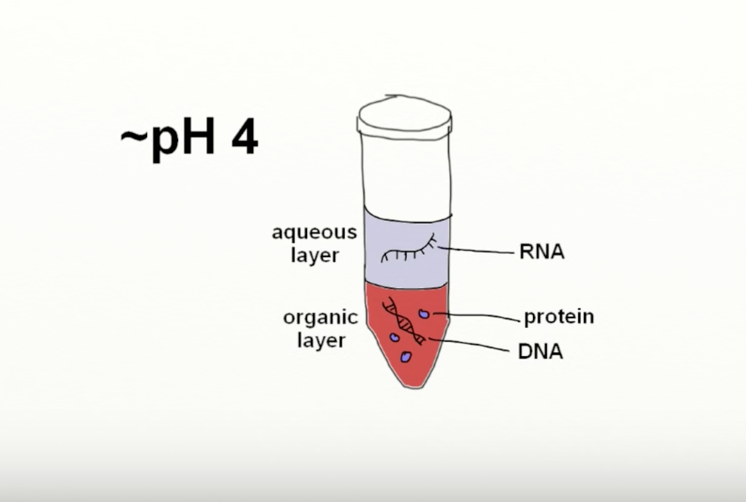 ~pH 4
aqueous
layer
RNA
organic
layer
protein
DNA